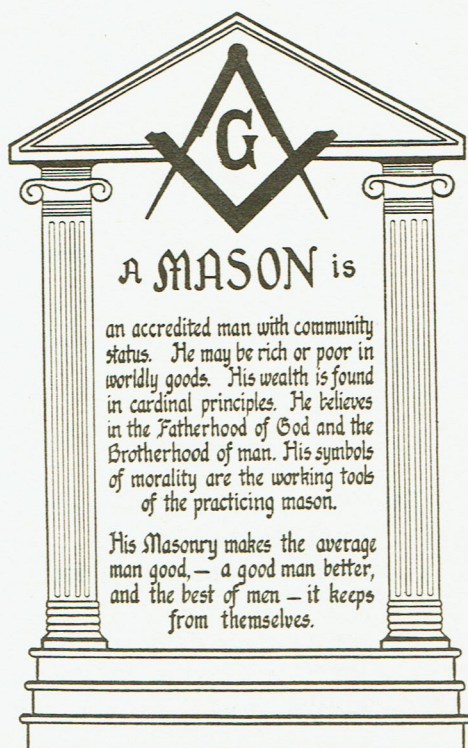 G
A MASON is
an accredited man with community
status. He may be rich or poor in
worldly goods. His wealth is found
in cardinal principles. He believes
in the Fatherhood of God and the
Brotherhood of man. His symbols
of morality are the working tools
of the practicing mason.
His Masonry makes the average
man good, — a good man better,
and the best of men — it keeps
from themselves.